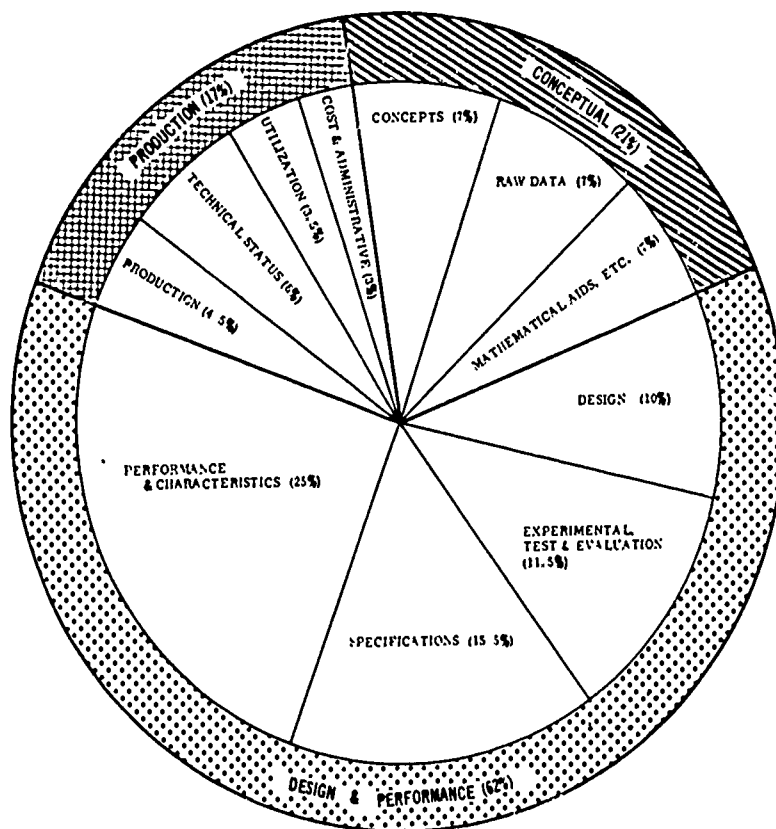 PRODUCTION (17%)
CONCEPTUAL (21%)
COST & ADMINISTRATIVE (3%)
UTILIZATION (3.5%)
TECHNICAL STATUS (6%)
PRODUCTION (4 5%)
CONCEPTS (7%)
RAW DATA (7%)
MATHEMATICAL AIDS, ETC. (7%)
DESIGN (10%)
EXPERIMENTAL,
TEST & EVALUATION
(11.5%)
SPECIFICATIONS (15 5%)
PERFORMANCE
& CHARACTERISTICS (25%)
DESIGN & PERFORMANCE (62%)